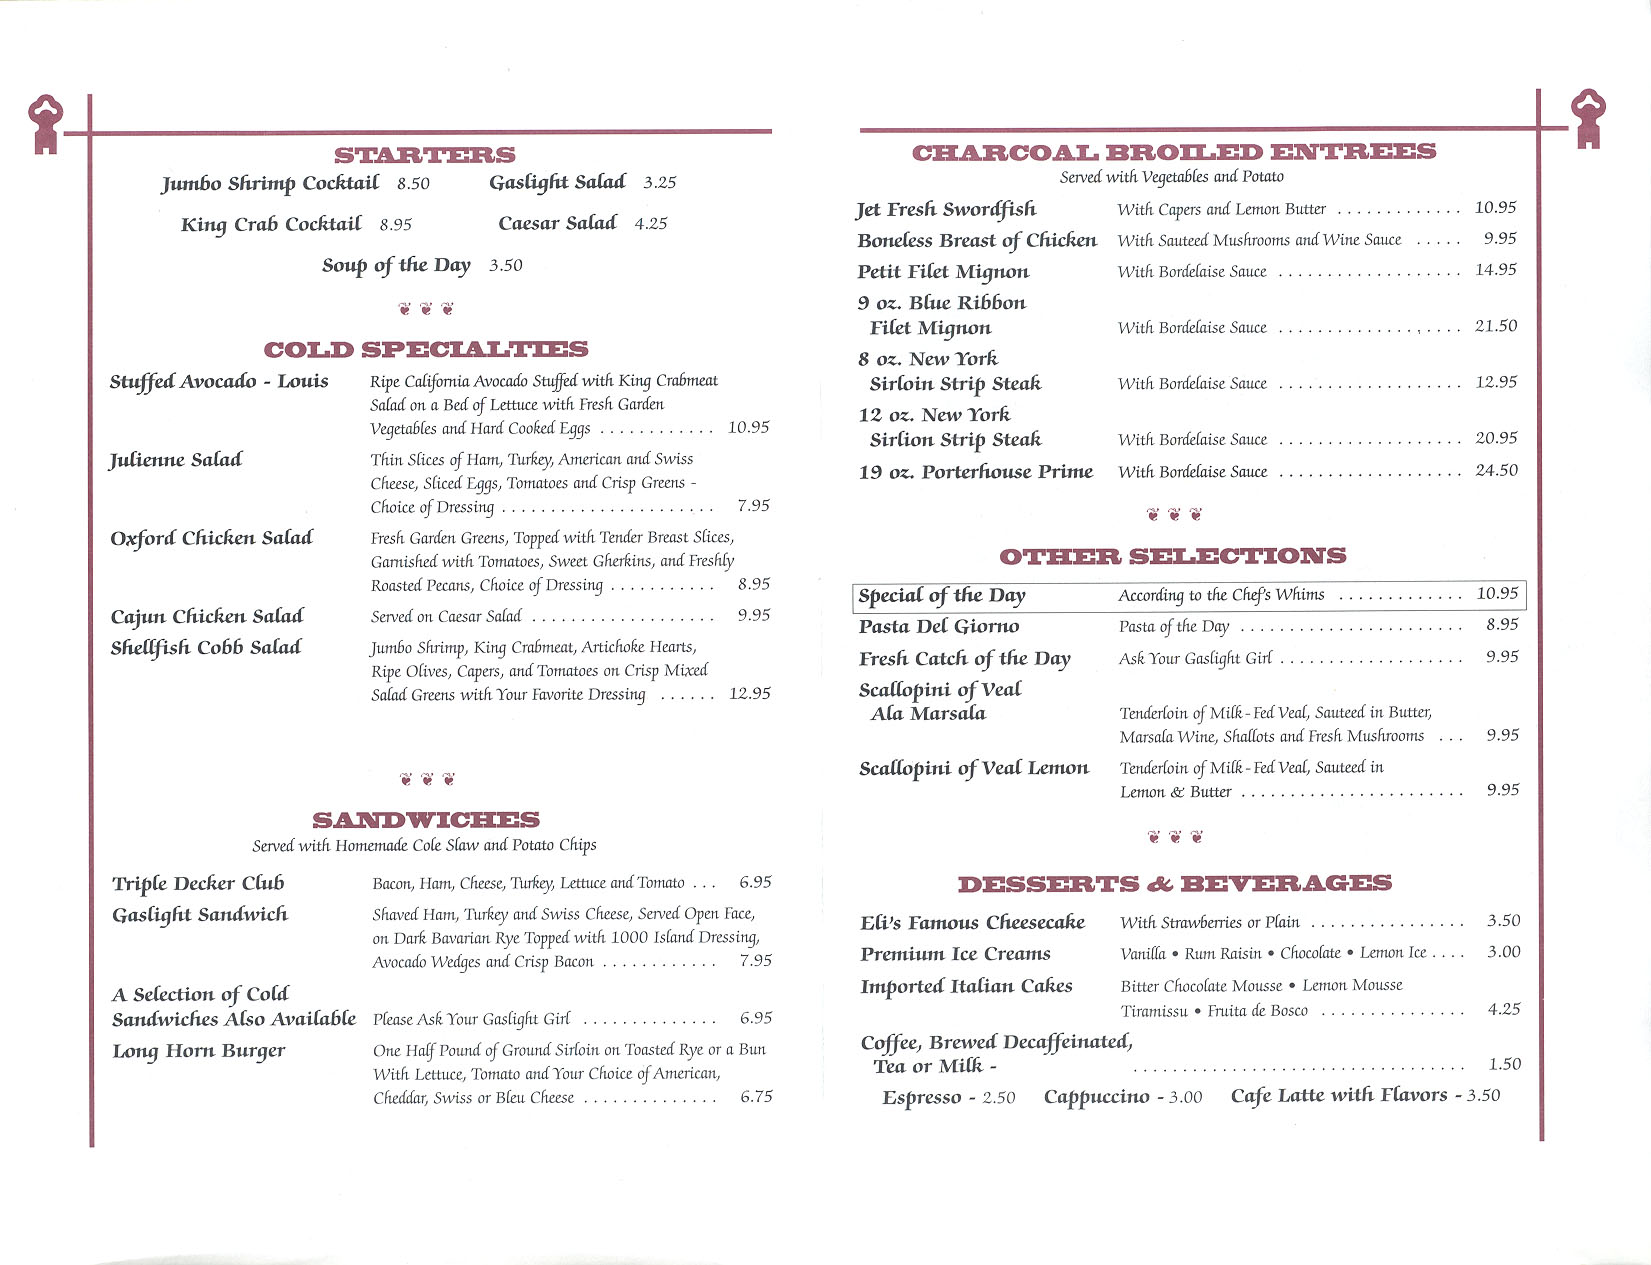 STARTERS
Jumbo Shrimp Cocktail 8.50 Gaslight Salad 3.25
King Crab Cocktail 8.95 Caesar Salad 4.25
Soup of the Day 3.50
COLD SPECIALTIES
Stuffed Avocado - Louis Ripe California Avocado Stuffed with King Crabmeat
Salad on a Bed of Lettuce with Fresh Garden
Vegetables and Hard Cooked Eggs . . . . . . . . . . . . 10.95
Julienne Salad Thin Slices of Ham, Turkey, American and Swiss
Cheese, Sliced Eggs, Tomatoes and Crisp Greens -
Choice of Dressing . . . . . . . . . . . . . . . . . . . . . . 7.95
Oxford Chicken Salad Fresh Garden Greens, Topped with Tender Breast Slices,
Garnished with Tomatoes, Sweet Gherkins, and Freshly
Roasted Pecans, Choice of Dressing . . . . . . . . . . . 8.95
Cajun Chicken Salad Served on Caesar Salad . . . . . . . . . . . . . . . . . . . 9.95
Shellfish Cobb Salad Jumbo Shrimp, King Crabmeat, Artichoke Hearts,
Ripe Olives, Capers, and Tomatoes on Crisp Mixed
Salad Greens with Your Favorite Dressing . . . . . . 12.95
SANDWICHES
Served with Homemade Cole Slaw and Potato Chips
Triple Decker Club Bacon, Ham, Cheese, Turkey, Lettuce and Tomato . . . 6.95
Gaslight Sandwich Shaved Ham, Turkey and Swiss Cheese, Served Open Face,
on Dark Bavarian Rye Topped with 1000 Island Dressing,
Avocado Wedges and Crisp Bacon . . . . . . . . . . . . 7.95
A Selection of Cold
Sandwiches Also Available Please Ask Your Gaslight Girl . . . . . . . . . . . . . . 6.95
Long Horn Burger One Half Pound of Ground Sirloin on Toasted Rye or a Bun
With Lettuce, Tomato and Your Choice of American,
Cheddar, Swiss or Bleu Cheese . . . . . . . . . . . . . . 6.75
CHARCOAL BROILED ENTREES
Served with Vegetables and Potato
Jet Fresh Swordfish With Capers and Lemon Butter . . . . . . . . . . . . . 10.95
Boneless Breast of Chicken With Sauteed Mushrooms and Wine Sauce . . . . . 9.95
Petit Filet Mignon With Bordelaise Sauce . . . . . . . . . . . . . . . . . . . 14.95
9 oz. Blue Ribbon
Filet Mignon With Bordelaise Sauce . . . . . . . . . . . . . . . . . . . 21.50
8 oz. New York
Sirloin Strip Steak With Bordelaise Sauce . . . . . . . . . . . . . . . . . . . 12.95
12 oz. New York
Sirlion Strip Steak With Bordelaise Sauce . . . . . . . . . . . . . . . . . . . 20.95
19 oz. Porterhouse Prime With Bordelaise Sauce . . . . . . . . . . . . . . . . . . . 24.50
OTHER SELECTIONS
Special of the Day According to the Chef's Whims . . . . . . . . . . . . . 10.95
Pasta Del Giorno Pasta of the Day . . . . . . . . . . . . . . . . . . . . . . . 8.95
Fresh Catch of the Day Ask Your Gaslight Girl . . . . . . . . . . . . . . . . . . . 9.95
Scallopini of Veal
Ala Marsala Tenderloin of Milk-Fed Veal, Sauteed in Butter,
Marsala Wine, Shallots and Fresh Mushrooms . . . 9.95
Scallopini of Veal Lemon Tenderloin of Milk-Fed Veal, Sauteed in
Lemon & Butter . . . . . . . . . . . . . . . . . . . . . . . 9.95
DESSERTS & BEVERAGES
Eli's Famous Cheesecake With Strawberries or Plain . . . . . . . . . . . . . . . . 3.50
Premium Ice Creams Vanilla • Rum Raisin • Chocolate • Lemon Ice . . . . 3.00
Imported Italian Cakes Bitter Chocolate Mousse • Lemon Mousse
Tiramissu • Fruita de Bosco . . . . . . . . . . . . . . . 4.25
Coffee, Brewed Decaffeinated,
Tea or Milk - . . . . . . . . . . . . . . . . . . . . . . . . . . . . . . . . . . 1.50
Espresso - 2.50 Cappuccino - 3.00 Cafe Latte with Flavors - 3.50